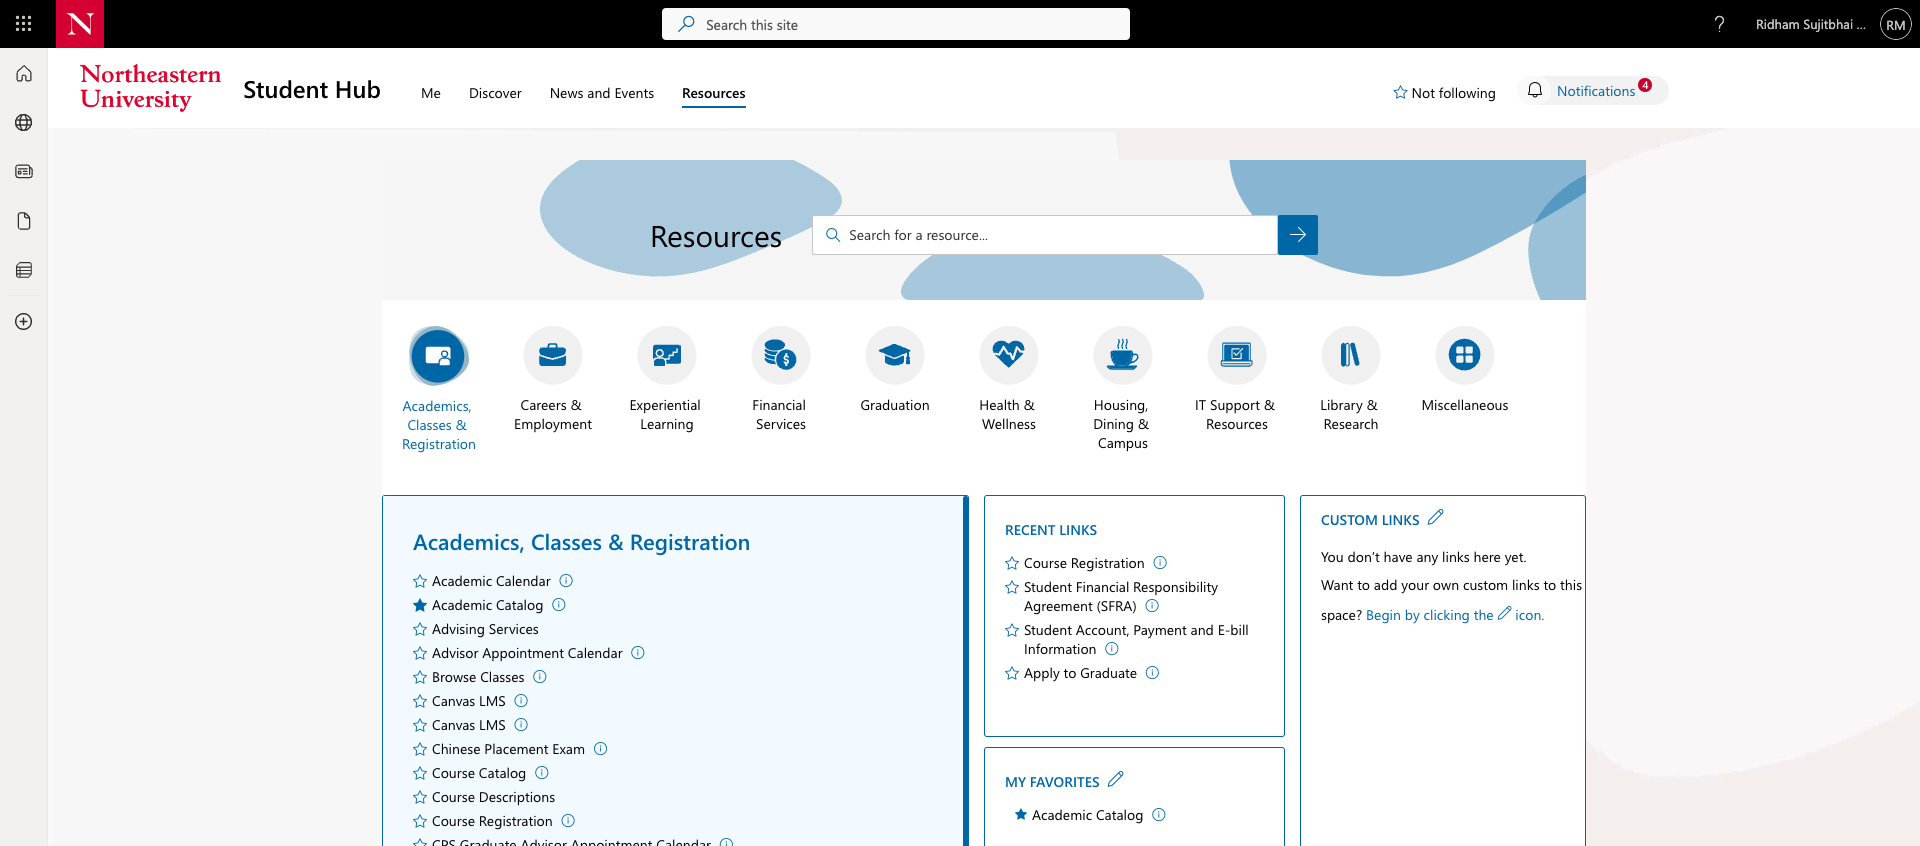 N
Search this site
?
Ridham Sujitbhai ...
RM
Northeastern
University
Student Hub
Me
Discover
News and Events
Resources
Not following
Notifications
4
Resources
Search for a resource...
Academics,
Classes &
Registration
Careers &
Employment
Experiential
Learning
Financial
Services
Graduation
Health &
Wellness
Housing,
Dining &
Campus
IT Support &
Resources
Library &
Research
Miscellaneous
Academics, Classes & Registration
Academic Calendar
Academic Catalog
Advising Services
Advisor Appointment Calendar
Browse Classes
Canvas LMS
Canvas LMS
Chinese Placement Exam
Course Catalog
Course Descriptions
Course Registration
CPS Graduate Advisor Appointment Calendar
RECENT LINKS
Course Registration
Student Financial Responsibility
Agreement (SFRA)
Student Account, Payment and E-bill
Information
Apply to Graduate
MY FAVORITES
Academic Catalog
CUSTOM LINKS
You don't have any links here yet.
Want to add your own custom links to this
space? Begin by clicking the icon.